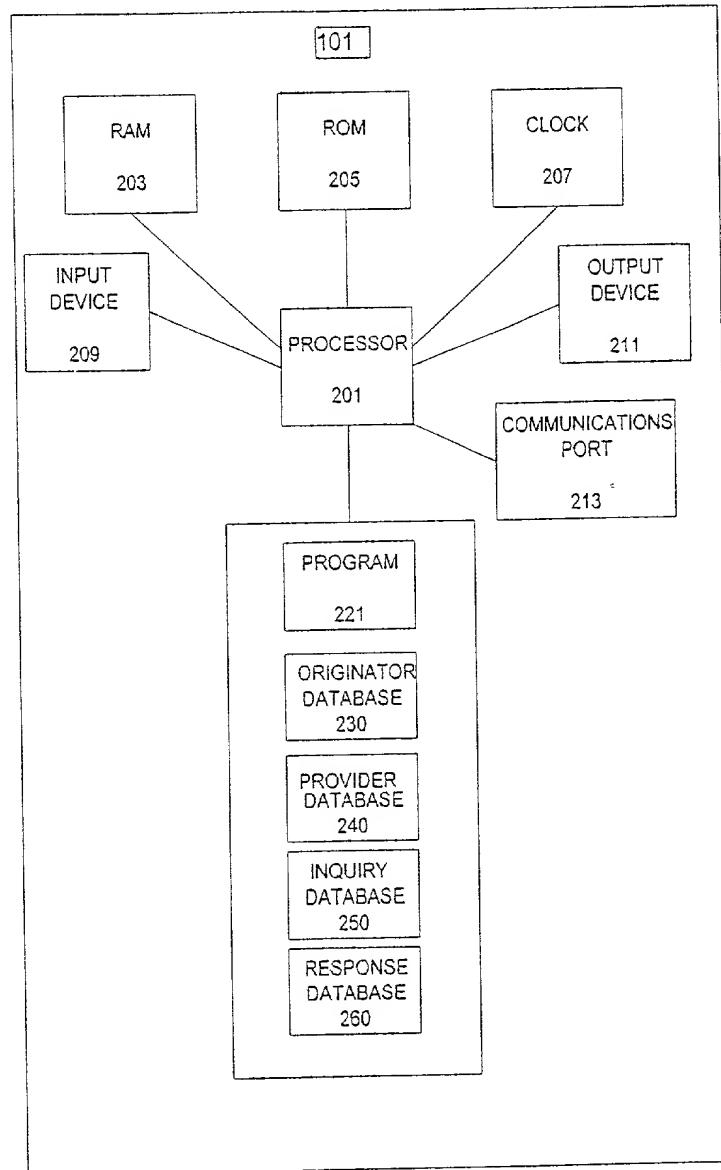 101
RAM
203
ROM
205
CLOCK
207
INPUT
DEVICE
209
PROCESSOR
201
OUTPUT
DEVICE
211
COMMUNICATIONS
PORT
213
PROGRAM
221
ORIGINATOR
DATABASE
230
PROVIDER
DATABASE
240
INQUIRY
DATABASE
250
RESPONSE
DATABASE
260